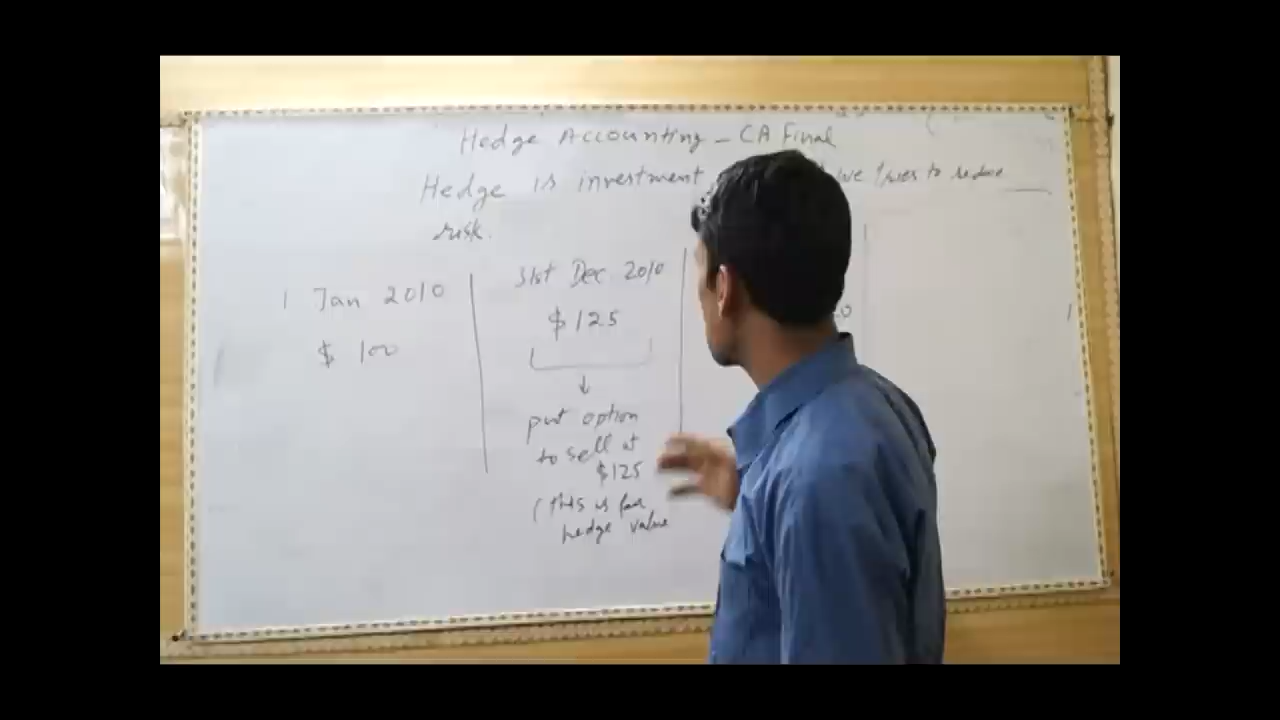 Hedge Accounting - CA Final
Hedge is investment we tries to reduce
risk.
1 Jan 2010
$ 100
31st Dec 2010
$125
put option
to sell at
$125
(this is fair
hedge value